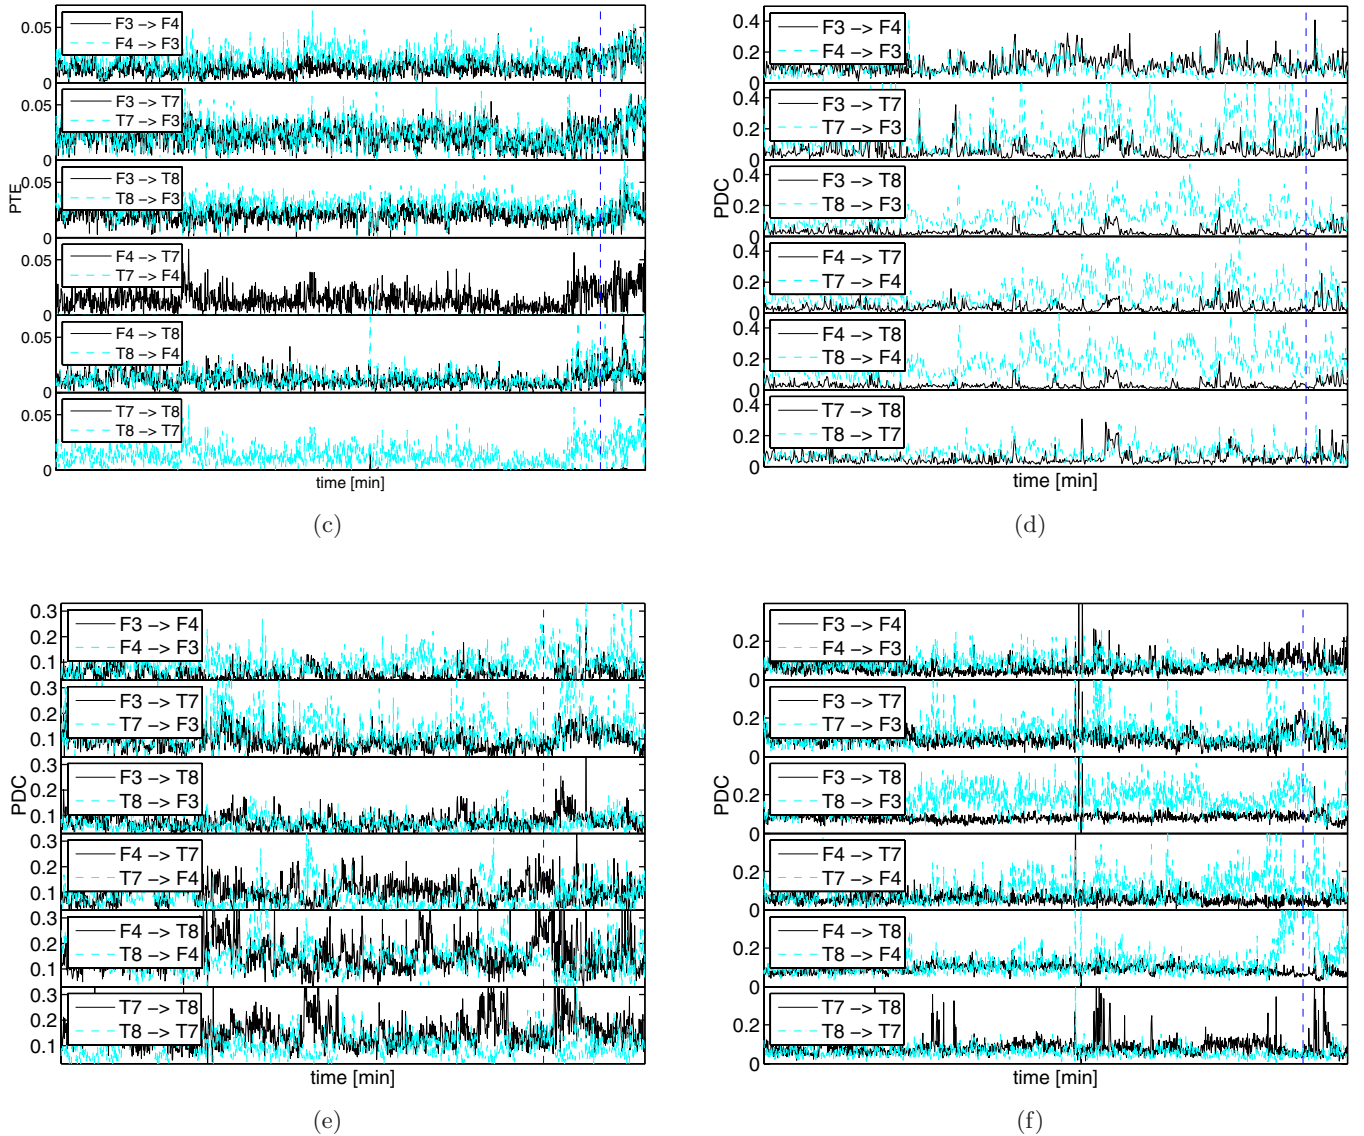 0.05
F3 −> F4
F4 −> F3
0
0.05
F3 −> T7
T7 −> F3
0
0.05
F3 −> T8
T8 −> F3
0
PTE
0.05
F4 −> T7
T7 −> F4
0
0.05
F4 −> T8
T8 −> F4
0
0.05
T7 −> T8
T8 −> T7
0
time [min]
(c)
0.4
0.2
0
F3 −> F4
F4 −> F3
0.4
0.2
0
F3 −> T7
T7 −> F3
0.4
0.2
0
F3 −> T8
T8 −> F3
PDC
0.4
0.2
0
F4 −> T7
T7 −> F4
0.4
0.2
0
F4 −> T8
T8 −> F4
0.4
0.2
0
T7 −> T8
T8 −> T7
time [min]
(d)
0.3
0.2
0.1
F3 −> F4
F4 −> F3
0.3
0.2
0.1
F3 −> T7
T7 −> F3
0.3
0.2
0.1
F3 −> T8
T8 −> F3
PDC
0.3
0.2
0.1
F4 −> T7
T7 −> F4
0.3
0.2
0.1
F4 −> T8
T8 −> F4
0.3
0.2
0.1
T7 −> T8
T8 −> T7
time [min]
(e)
0.2
0
F3 −> F4
F4 −> F3
0.2
0
F3 −> T7
T7 −> F3
0.2
0
F3 −> T8
T8 −> F3
PDC
0.2
0
F4 −> T7
T7 −> F4
0.2
0
F4 −> T8
T8 −> F4
0.2
0
T7 −> T8
T8 −> T7
time [min]
(f)